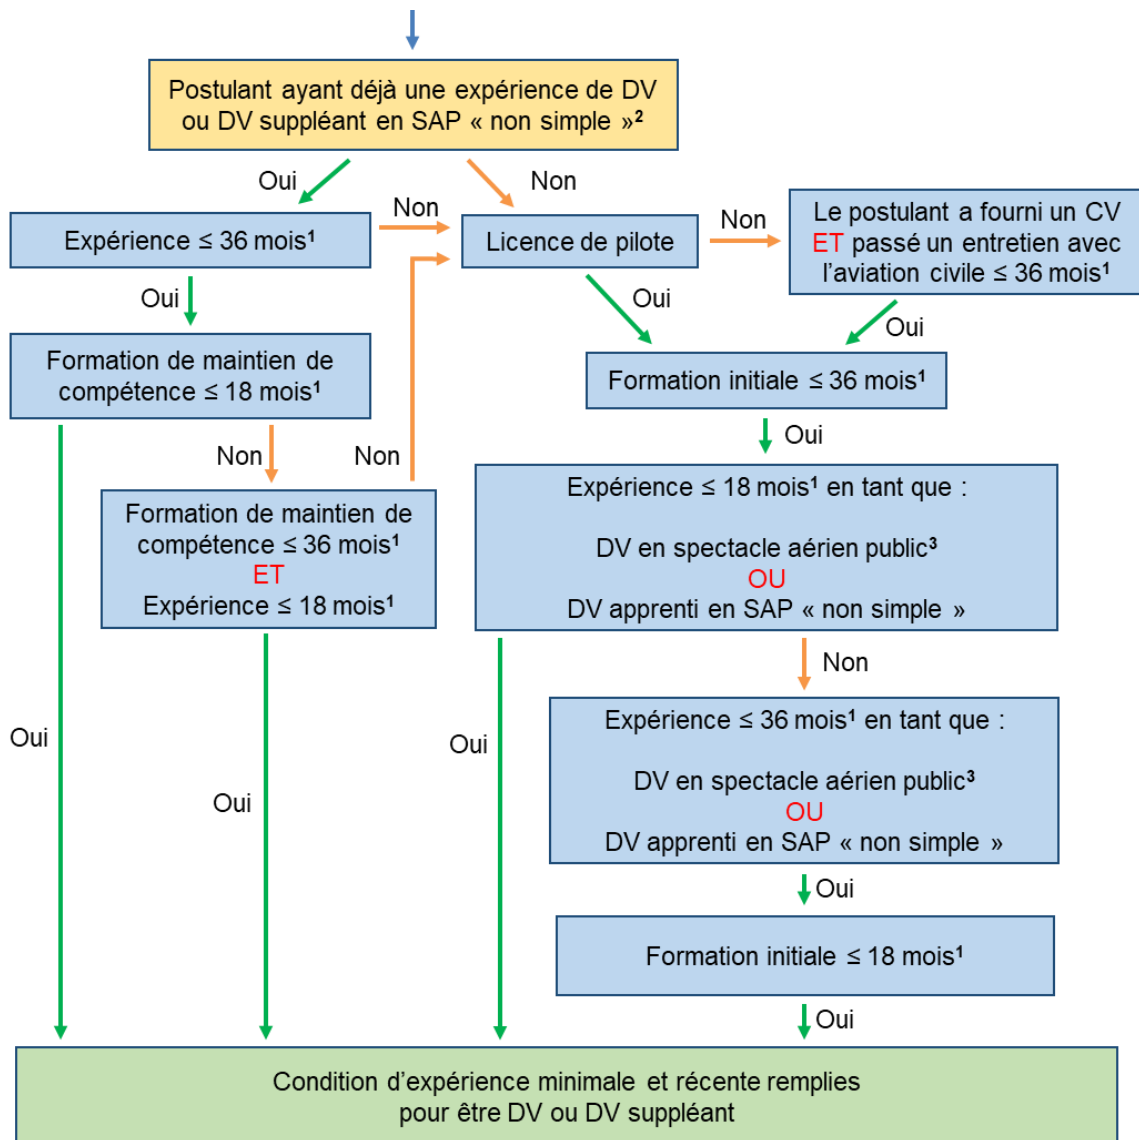 Postulant ayant déjà une expérience de DV
ou DV suppléant en SAP « non simple »²
Oui
Non
Expérience ≤ 36 mois¹
Non
Licence de pilote
Non
Le postulant a fourni un CV
ET passé un entretien avec
l’aviation civile ≤ 36 mois¹
Oui
Oui
Oui
Formation de maintien de
compétence ≤ 18 mois¹
Formation initiale ≤ 36 mois¹
Non
Non
Oui
Formation de maintien de
compétence ≤ 36 mois¹
ET
Expérience ≤ 18 mois¹
Expérience ≤ 18 mois¹ en tant que :
DV en spectacle aérien public³
OU
DV apprenti en SAP « non simple »
Non
Oui
Oui
Oui
Expérience ≤ 36 mois¹ en tant que :
DV en spectacle aérien public³
OU
DV apprenti en SAP « non simple »
Oui
Formation initiale ≤ 18 mois¹
Oui
Condition d’expérience minimale et récente remplies
pour être DV ou DV suppléant